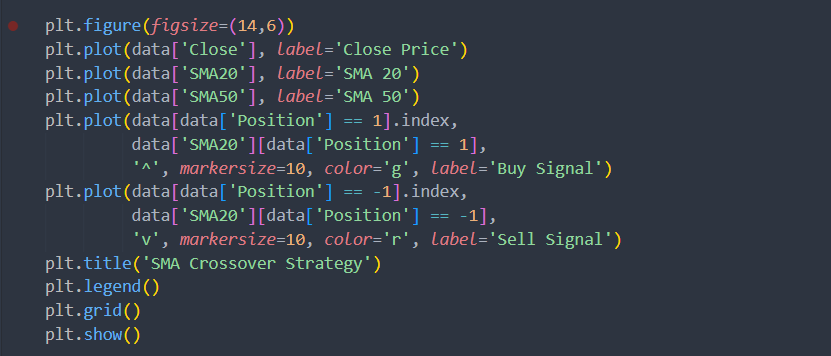 plt.figure(figsize=(14,6))
plt.plot(data['Close'], label='Close Price')
plt.plot(data['SMA20'], label='SMA 20')
plt.plot(data['SMA50'], label='SMA 50')
plt.plot(data[data['Position'] == 1].index,
         data['SMA20'][data['Position'] == 1],
         '^', markersize=10, color='g', label='Buy Signal')
plt.plot(data[data['Position'] == -1].index,
         data['SMA20'][data['Position'] == -1],
         'v', markersize=10, color='r', label='Sell Signal')
plt.title('SMA Crossover Strategy')
plt.legend()
plt.grid()
plt.show()